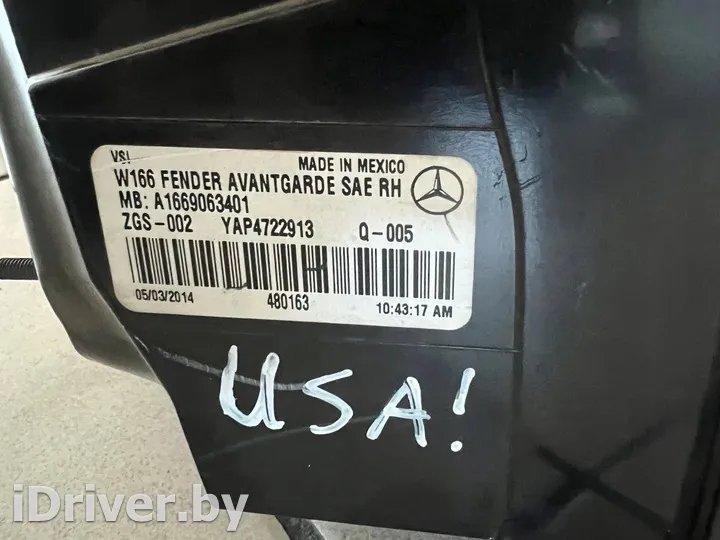 VSI
MADE IN MEXICO
W166 FENDER AVANTGARDE SAE RH
MB: A1669063401
ZGS-002 YAP4722913 Q-005
05/03/2014 480163 10:43:17 AM
USA!
iDriver.by